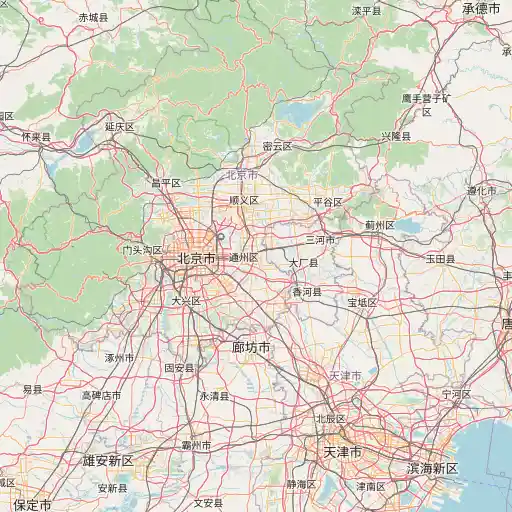 赤城县
滦平县
承德市
承
鹰手营子矿
区
怀来县
延庆区
兴隆县
密云区
北京市
昌平区
遵化市
顺义区
平谷区
蓟州区
三河市
门头沟区
北京市
通州区
大厂县
玉田县
香河县
大兴区
宝坻区
唐
廊坊市
涿州市
固安县
天津市
易县
高碑店市
永清县
宁河区
北辰区
霸州市
天津市
雄安新区
滨海新区
安新县
静海区
津南区
保定市
文安县